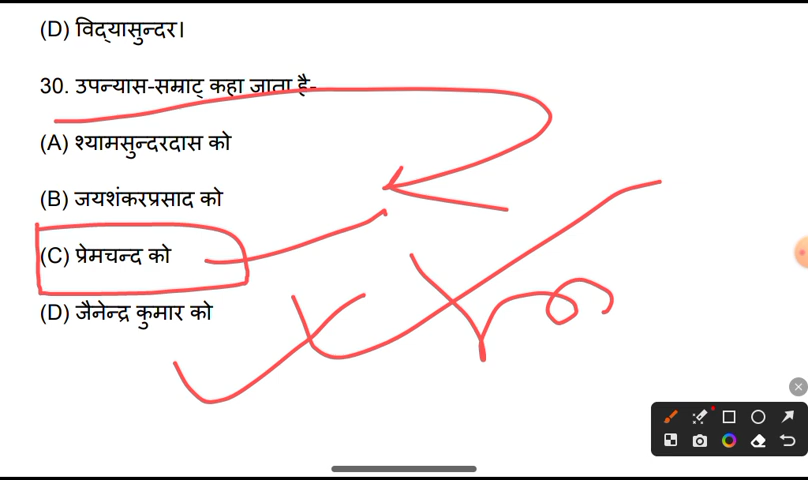 (D) विद्यासुन्दर।
30. उपन्यास-सम्राट् कहा जाता है-
(A) श्यामसुन्दरदास को
(B) जयशंकरप्रसाद को
(C) प्रेमचन्द को
(D) जैनेन्द्र कुमार को